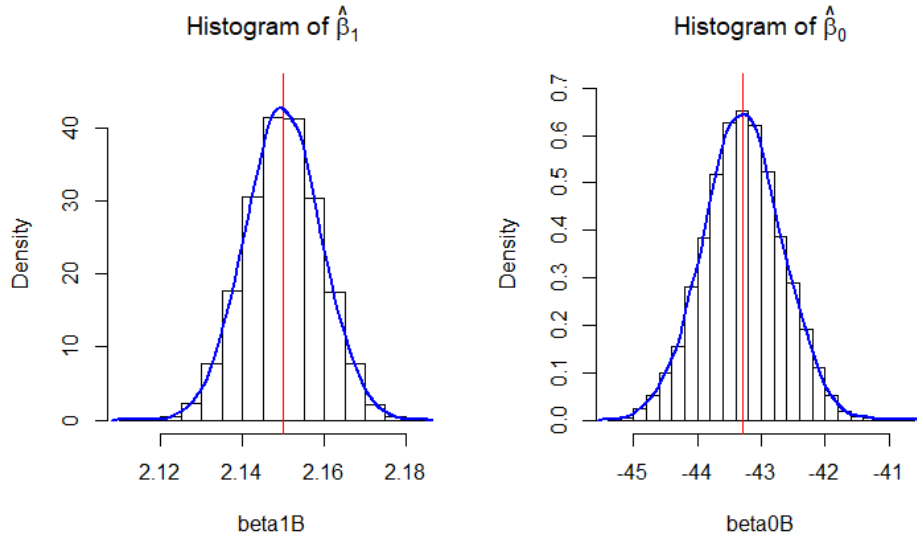 Histogram of β̂₁
Density
0
10
20
30
40
2.12 2.14 2.16 2.18
beta1B
Histogram of β̂₀
Density
0.0
0.1
0.2
0.3
0.4
0.5
0.6
0.7
-45 -44 -43 -42 -41
beta0B